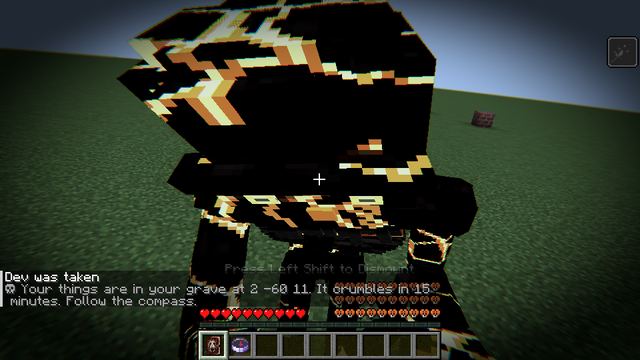 Press Left Shift to Dismount
Dev was taken
☠ Your things are in your grave at 2 -60 11. It crumbles in 15
minutes. Follow the compass.